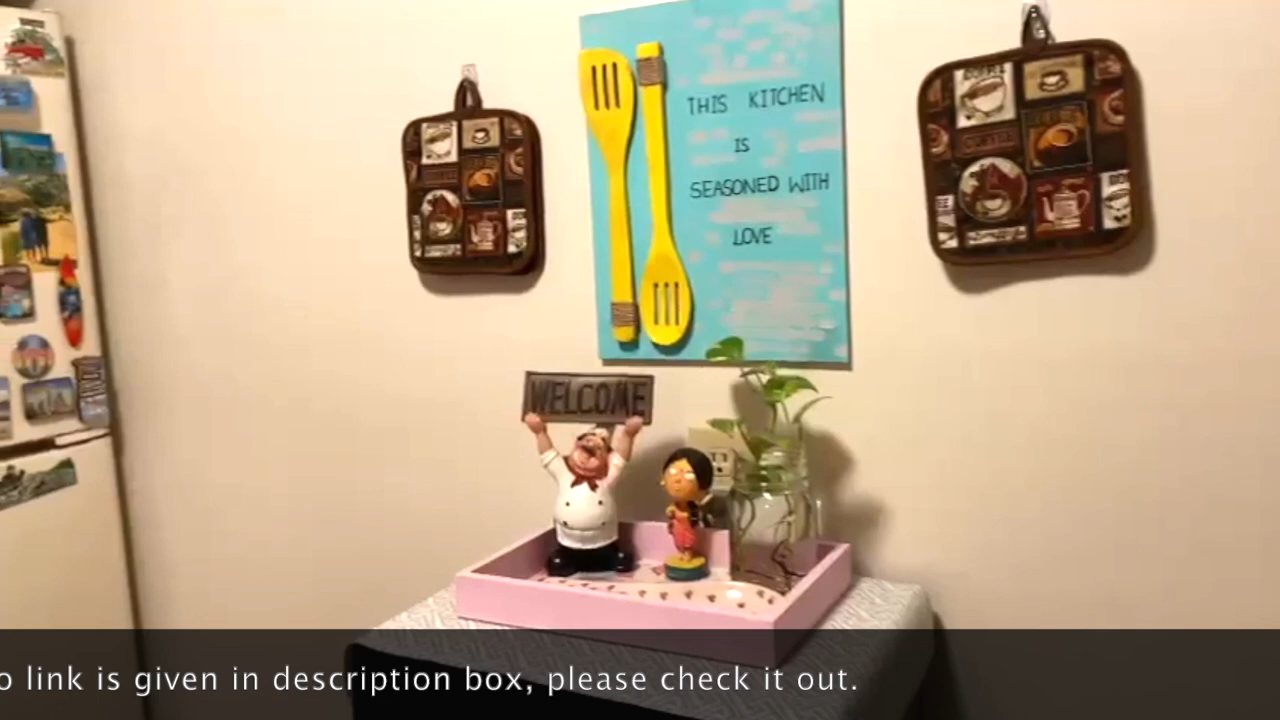 THIS KITCHEN
IS
SEASONED WITH
LOVE
WELCOME
o link is given in description box, please check it out.